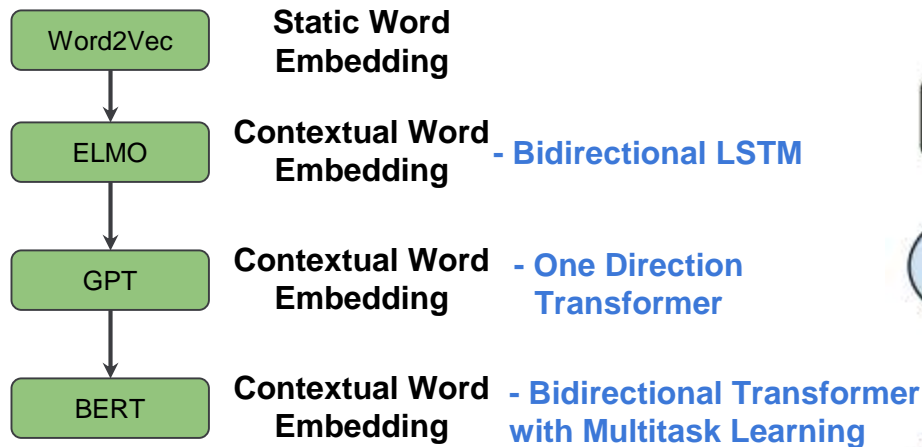 Word2Vec
Static Word
Embedding
ELMO
Contextual Word
Embedding
- Bidirectional LSTM
GPT
Contextual Word
Embedding
- One Direction
Transformer
BERT
Contextual Word
Embedding
- Bidirectional Transformer
with Multitask Learning